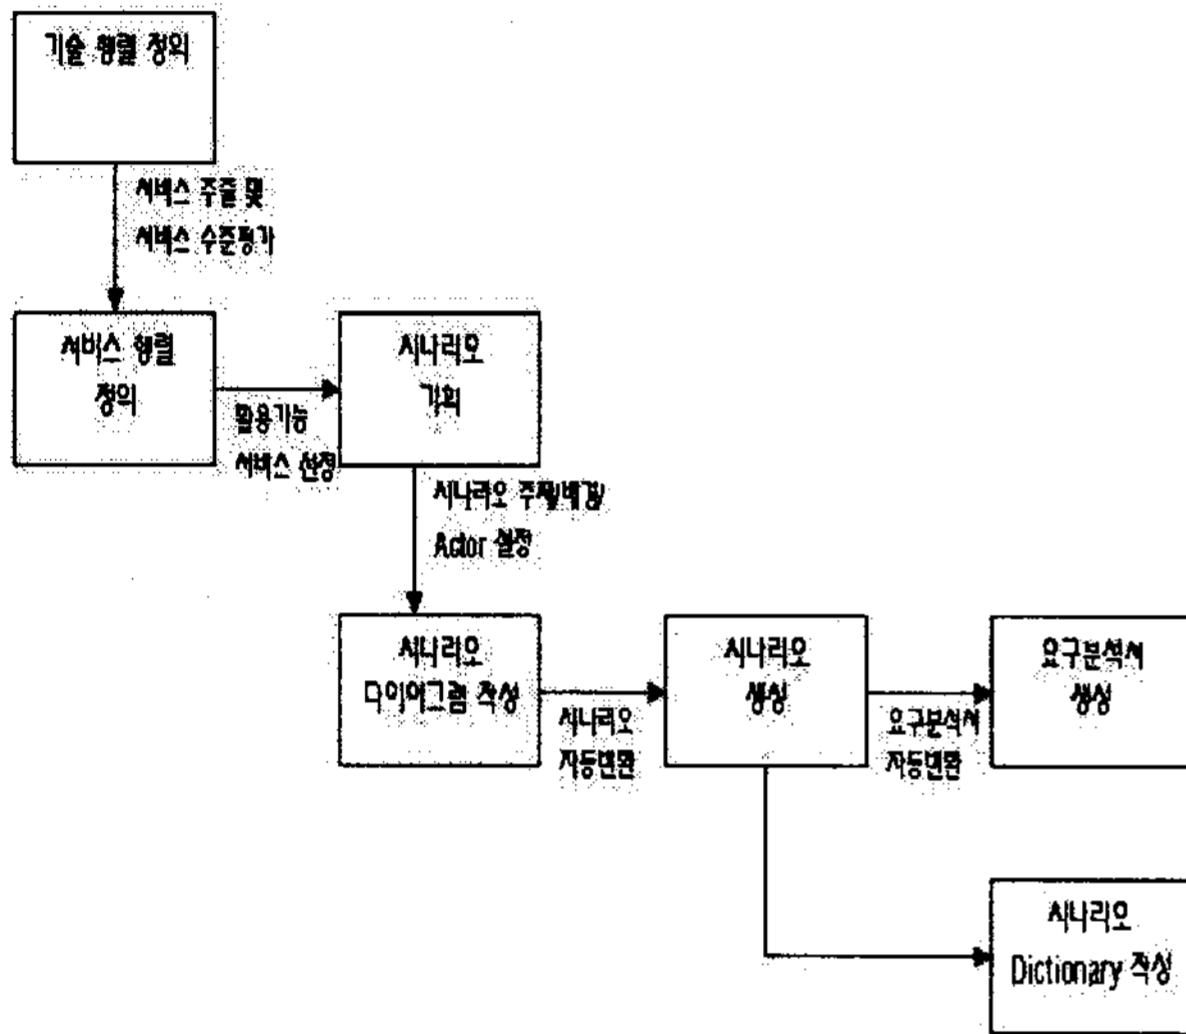 기술 행렬 정의
서비스 추출 및
서비스 수준평가
서비스 행렬
정의
활용가능
서비스 선정
시나리오
기획
시나리오 주제/배경/
Actor 설정
시나리오
다이어그램 작성
시나리오
자동변환
시나리오
생성
요구분석서
자동변환
요구분석서
생성
시나리오
Dictionary 작성